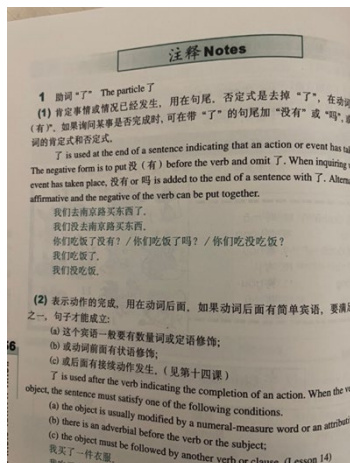 注释 Notes
1 助词“了” The particle 了
(1) 肯定事情或情况已经发生，用在句尾，否定式是去掉“了”，在动词
(有)”。如果询问某事是否完成时，可在带“了”的句尾加“没有”或“吗”，
词的肯定式和否定式.
了 is used at the end of a sentence indicating that an action or event has
The negative form is to put 没 (有) before the verb and omit 了. When inquiring
event has taken place, 没有 or 吗 is added to the end of a sentence with 了.
affirmative and the negative of the verb can be put together.
我们去南京路买东西了.
我们没去南京路买东西.
你们吃饭了没有? / 你们吃饭了吗? / 你们吃没吃饭?
我们吃饭了.
我们没吃饭.
(2) 表示动作的完成，用在动词后面，如果动词后面有简单宾语，要满
之一，句子才能成立:
(a) 这个宾语一般要有数量词或定语修饰;
(b) 或动词前面有状语修饰;
(c) 或后面有接续动作发生. (见第十四课)
了 is used after the verb indicating the completion of an action. When the
object, the sentence must satisfy one of the following conditions.
(a) the object is usually modified by a numeral-measure word or an
(b) there is an adverbial before the verb or the subject;
(c) the object must be followed by another verb or clause. (Lesson 14)
我买了一件衣服.